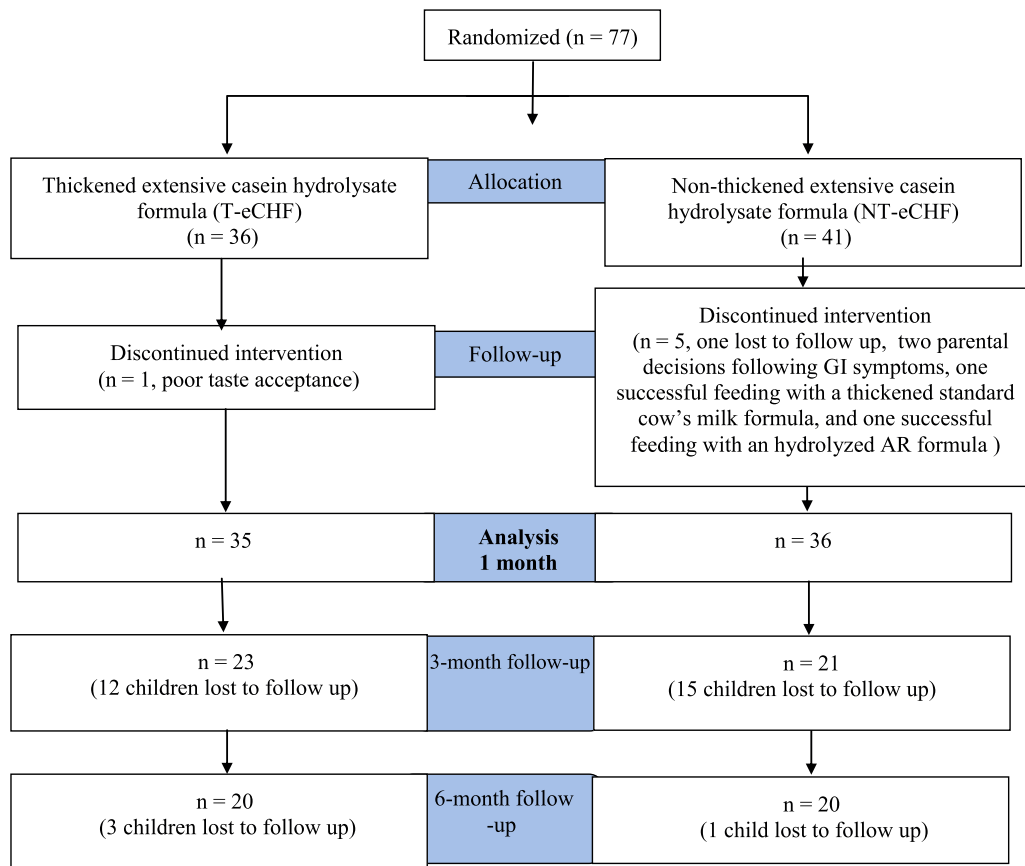 Randomized (n = 77)
Thickened extensive casein hydrolysate
formula (T-eCHF)
(n = 36)
Allocation
Non-thickened extensive casein
hydrolysate formula (NT-eCHF)
(n = 41)
Discontinued intervention
(n = 1, poor taste acceptance)
Follow-up
Discontinued intervention
(n = 5, one lost to follow up, two parental
decisions following GI symptoms, one
successful feeding with a thickened standard
cow's milk formula, and one successful
feeding with an hydrolyzed AR formula )
n = 35
Analysis
1 month
n = 36
n = 23
(12 children lost to follow up)
3-month follow-up
n = 21
(15 children lost to follow up)
n = 20
(3 children lost to follow up)
6-month follow
-up
n = 20
(1 child lost to follow up)